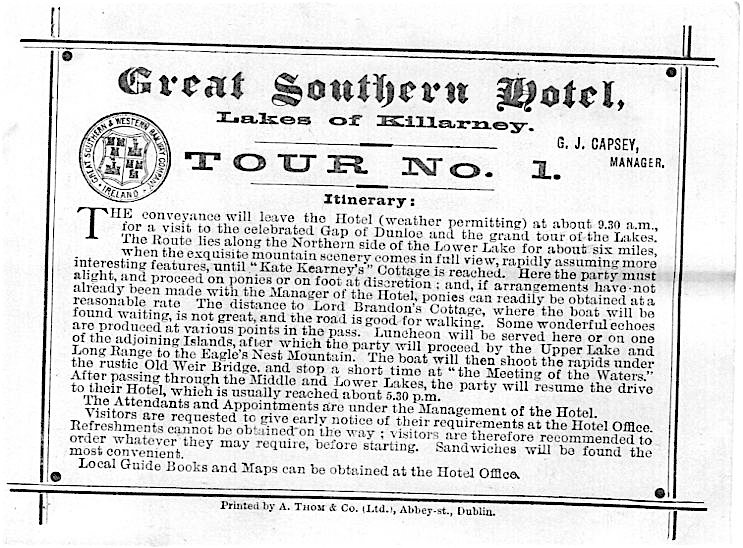 Great Southern Hotel,
Lakes of Killarney.
G. J. CAPSEY,
MANAGER.
GREAT SOUTHERN & WESTERN RAILWAY COMPANY
IRELAND
TOUR No. 1.
Itinerary:
THE conveyance will leave the Hotel (weather permitting) at about 9.30 a.m.,
for a visit to the celebrated Gap of Dunloe and the grand tour of the Lakes.
The Route lies along the Northern side of the Lower Lake for about six miles,
when the exquisite mountain scenery comes in full view, rapidly assuming more
interesting features, until "Kate Kearney's" Cottage is reached. Here the party must
alight, and proceed on ponies or on foot at discretion; and, if arrangements have not
already been made with the Manager of the Hotel, ponies can readily be obtained at a
reasonable rate The distance to Lord Brandon's Cottage, where the boat will be
found waiting, is not great, and the road is good for walking. Some wonderful echoes
are produced at various points in the pass. Luncheon will be served here or on one
of the adjoining Islands, after which the party will proceed by the Upper Lake and
Long Range to the Eagle's Nest Mountain. The boat will then shoot the rapids under
the rustic Old Weir Bridge, and stop a short time at "the Meeting of the Waters."
After passing through the Middle and Lower Lakes, the party will resume the drive
to their Hotel, which is usually reached about 5.30 p.m.
The Attendants and Appointments are under the Management of the Hotel.
Visitors are requested to give early notice of their requirements at the Hotel Office.
Refreshments cannot be obtained on the way; visitors are therefore recommended to
order whatever they may require, before starting. Sandwiches will be found the
most convenient.
Local Guide Books and Maps can be obtained at the Hotel Office.
Printed by A. THOM & Co. (Ltd.), Abbey-st., Dublin.